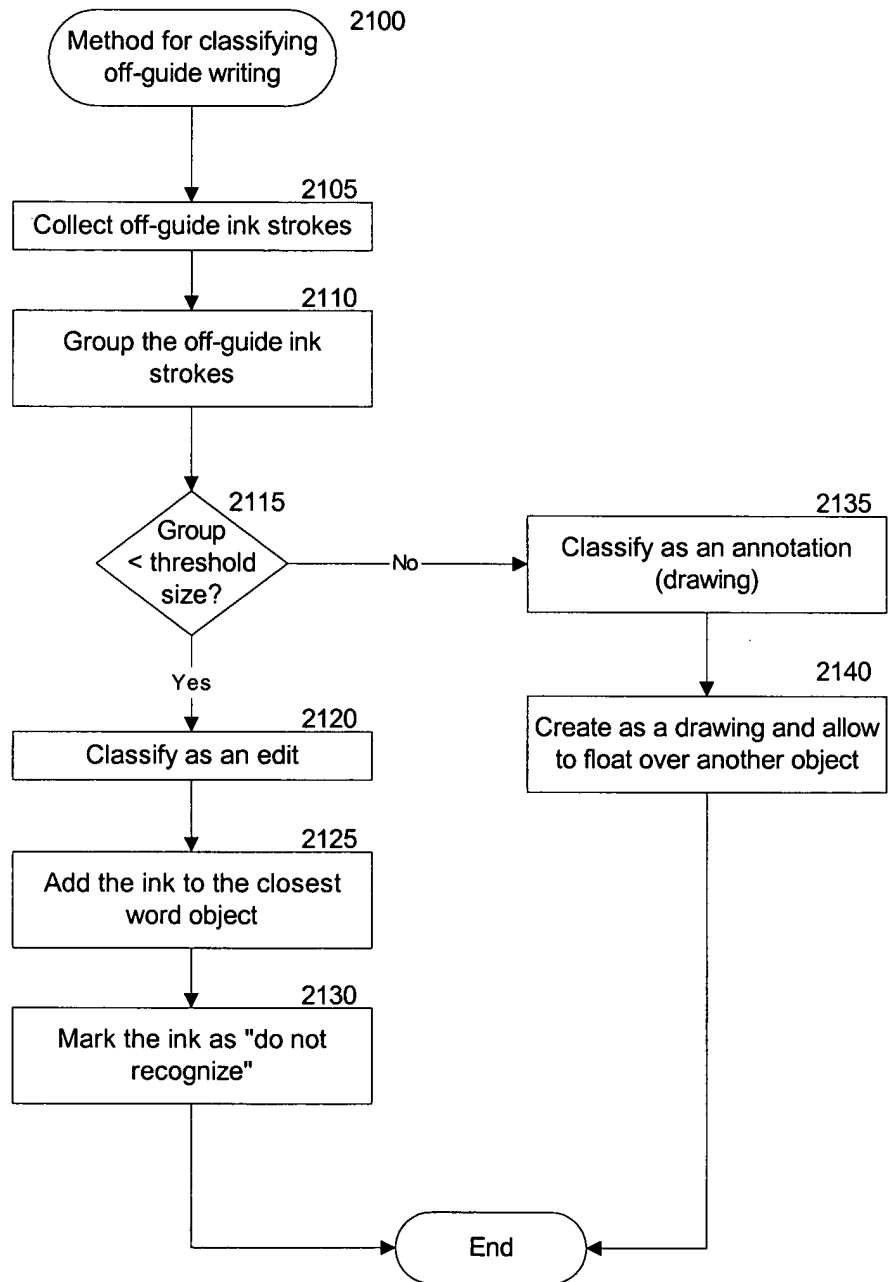 2100
Method for classifying
off-guide writing
2105
Collect off-guide ink strokes
2110
Group the off-guide ink
strokes
2115
Group
< threshold
size?
No
Yes
2135
Classify as an annotation
(drawing)
2140
Create as a drawing and allow
to float over another object
2120
Classify as an edit
2125
Add the ink to the closest
word object
2130
Mark the ink as "do not
recognize"
End